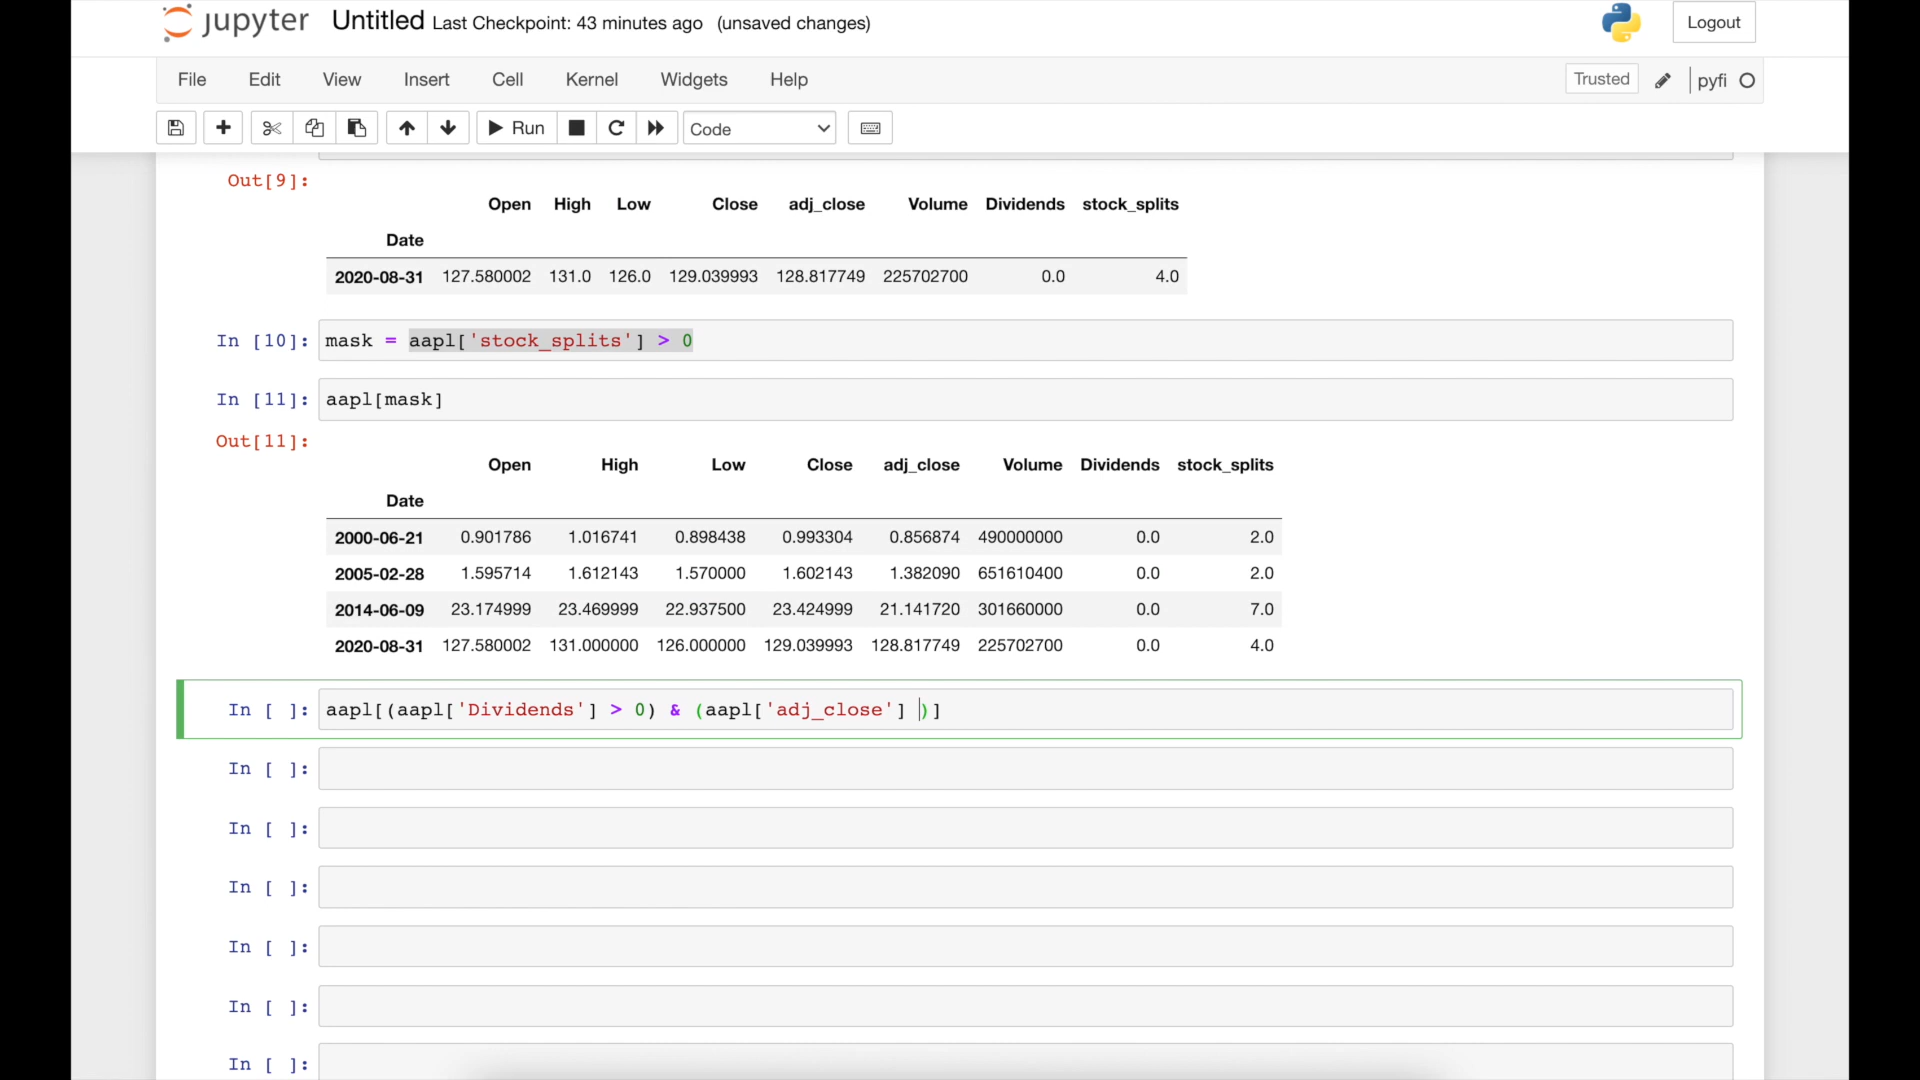 jupyter Untitled Last Checkpoint: 43 minutes ago (unsaved changes) Logout
File Edit View Insert Cell Kernel Widgets Help Trusted pyfi
Run Code
Out[9]:
Open High Low Close adj_close Volume Dividends stock_splits
Date
2020-08-31 127.580002 131.0 126.0 129.039993 128.817749 225702700 0.0 4.0
In [10]: mask = aapl['stock_splits'] > 0
In [11]: aapl[mask]
Out[11]:
Open High Low Close adj_close Volume Dividends stock_splits
Date
2000-06-21 0.901786 1.016741 0.898438 0.993304 0.856874 490000000 0.0 2.0
2005-02-28 1.595714 1.612143 1.570000 1.602143 1.382090 651610400 0.0 2.0
2014-06-09 23.174999 23.469999 22.937500 23.424999 21.141720 301660000 0.0 7.0
2020-08-31 127.580002 131.000000 126.000000 129.039993 128.817749 225702700 0.0 4.0
In [ ]: aapl[(aapl['Dividends'] > 0) & (aapl['adj_close'] )]
In [ ]:
In [ ]:
In [ ]:
In [ ]:
In [ ]:
In [ ]: